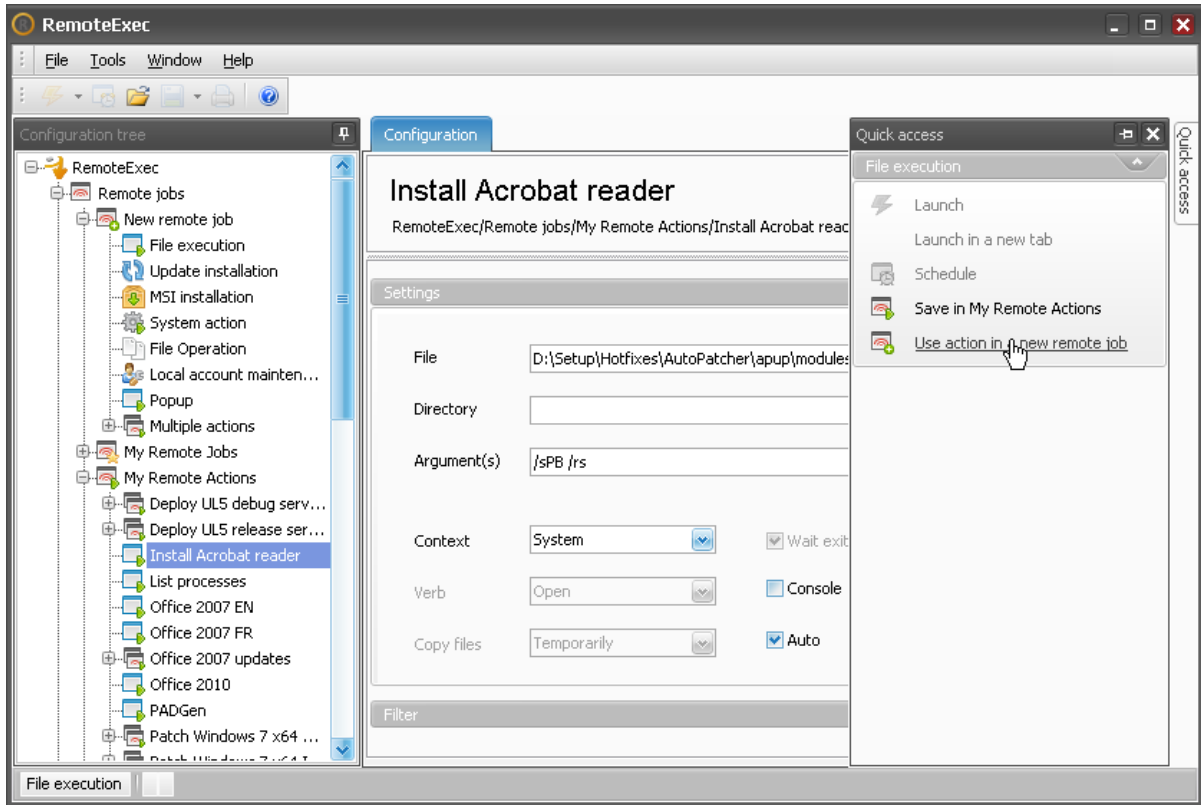 RemoteExec
File Tools Window Help
Configuration tree
RemoteExec
Remote jobs
New remote job
File execution
Update installation
MSI installation
System action
File Operation
Local account mainten...
Popup
Multiple actions
My Remote Jobs
My Remote Actions
Deploy UL5 debug serv...
Deploy UL5 release ser...
Install Acrobat reader
List processes
Office 2007 EN
Office 2007 FR
Office 2007 updates
Office 2010
PADGen
Patch Windows 7 x64 ...
Configuration
Install Acrobat reader
RemoteExec/Remote jobs/My Remote Actions/Install Acrobat reac
Settings
File D:\Setup\Hotfixes\AutoPatcher\apup\modules
Directory
Argument(s) /sPB /rs
Context System Wait exit
Verb Open Console
Copy files Temporarily Auto
Filter
Quick access
File execution
Launch
Launch in a new tab
Schedule
Save in My Remote Actions
Use action in a new remote job
Quick access
File execution